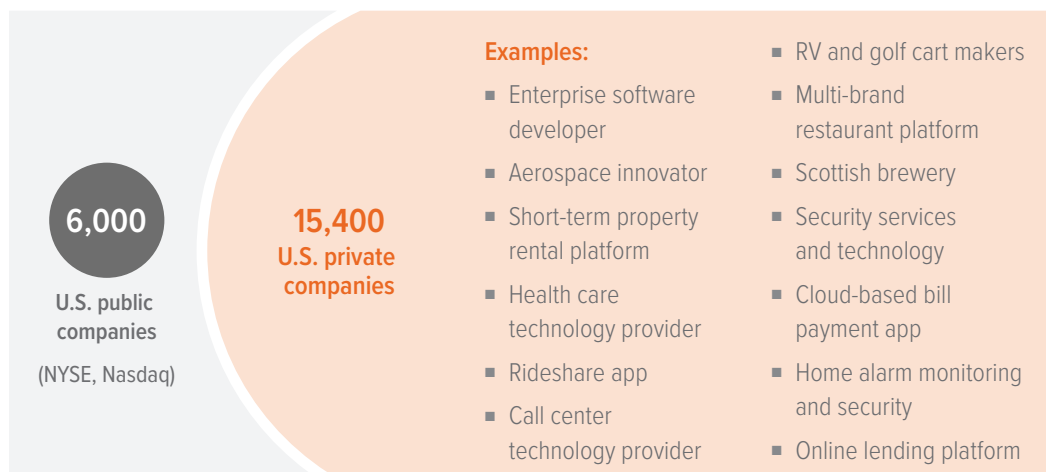 6,000
U.S. public
companies
(NYSE, Nasdaq)
15,400
U.S. private
companies
Examples:
■ Enterprise software
developer
■ Aerospace innovator
■ Short-term property
rental platform
■ Health care
technology provider
■ Rideshare app
■ Call center
technology provider
■ RV and golf cart makers
■ Multi-brand
restaurant platform
■ Scottish brewery
■ Security services
and technology
■ Cloud-based bill
payment app
■ Home alarm monitoring
and security
■ Online lending platform